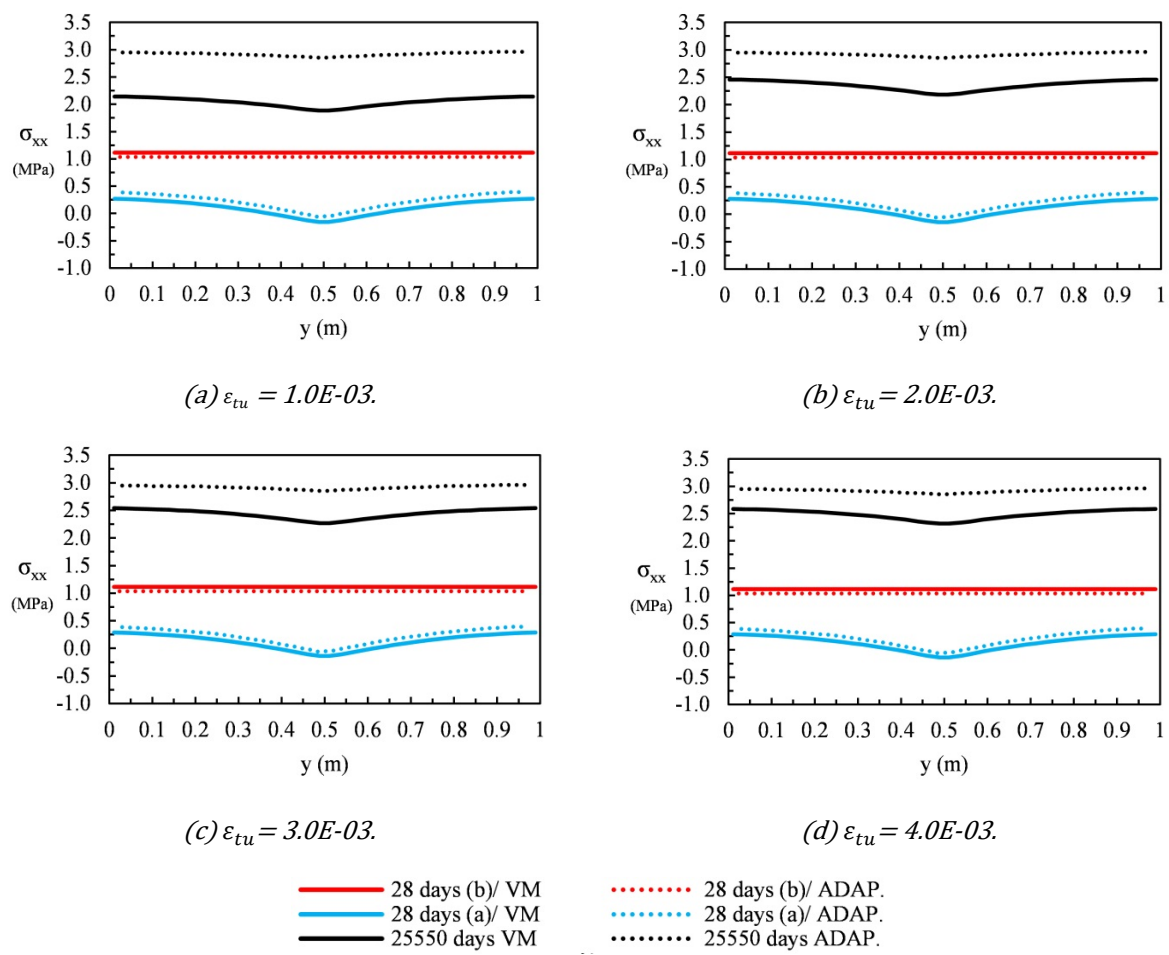 3.5
3.0
2.5
2.0
1.5
1.0
0.5
0.0
-0.5
-1.0
σxx
(MPa)
0 0.1 0.2 0.3 0.4 0.5 0.6 0.7 0.8 0.9 1
y (m)
(a) εtu = 1.0E-03.
3.5
3.0
2.5
2.0
1.5
1.0
0.5
0.0
-0.5
-1.0
σxx
(MPa)
0 0.1 0.2 0.3 0.4 0.5 0.6 0.7 0.8 0.9 1
y (m)
(b) εtu = 2.0E-03.
3.5
3.0
2.5
2.0
1.5
1.0
0.5
0.0
-0.5
-1.0
σxx
(MPa)
0 0.1 0.2 0.3 0.4 0.5 0.6 0.7 0.8 0.9 1
y (m)
(c) εtu = 3.0E-03.
3.5
3.0
2.5
2.0
1.5
1.0
0.5
0.0
-0.5
-1.0
σxx
(MPa)
0 0.1 0.2 0.3 0.4 0.5 0.6 0.7 0.8 0.9 1
y (m)
(d) εtu = 4.0E-03.
28 days (b)/ VM
28 days (a)/ VM
25550 days VM
28 days (b)/ ADAP.
28 days (a)/ ADAP.
25550 days ADAP.